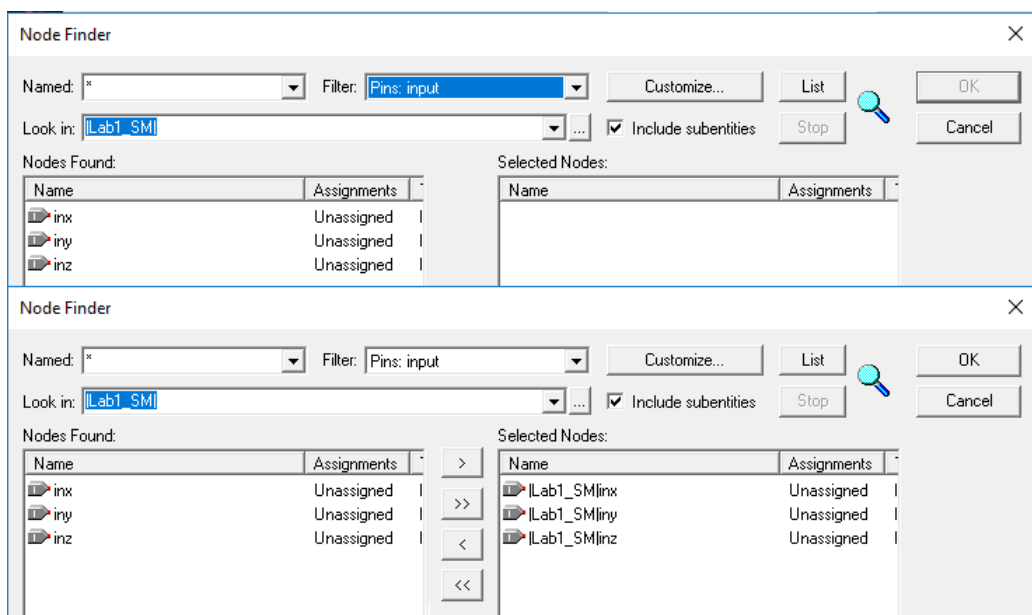 Node Finder
Named: * Filter: Pins: input Customize... List OK
Look in: |Lab1_SM| ... Include subentities Stop Cancel
Nodes Found: Selected Nodes:
Name Assignments Name Assignments
inx Unassigned
iny Unassigned
inz Unassigned
Node Finder
Named: * Filter: Pins: input Customize... List OK
Look in: |Lab1_SM| ... Include subentities Stop Cancel
Nodes Found: Selected Nodes:
Name Assignments > Name Assignments
inx Unassigned |Lab1_SM|inx Unassigned
iny Unassigned >> |Lab1_SM|iny Unassigned
inz Unassigned < |Lab1_SM|inz Unassigned
<<